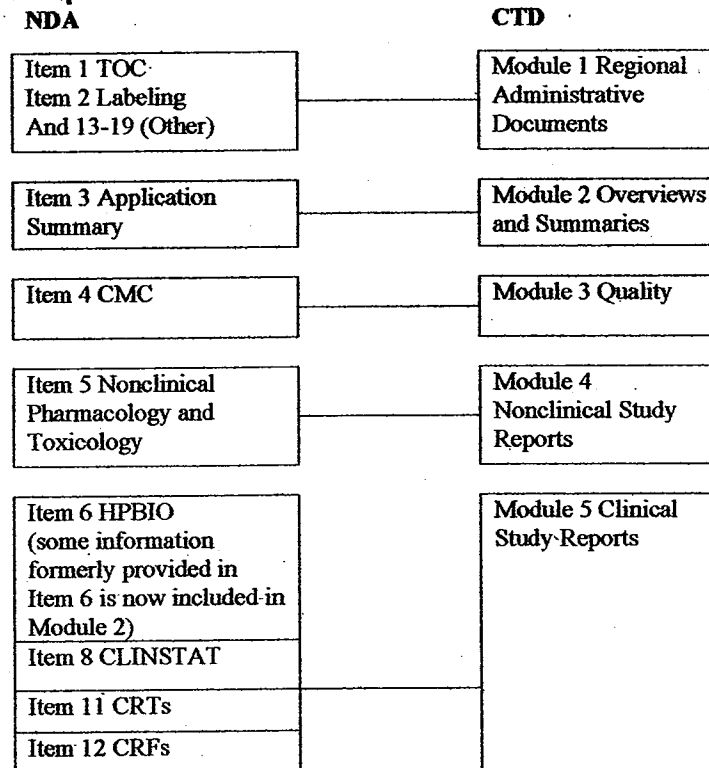 NDA CTD
Item 1 TOC
Item 2 Labeling
And 13-19 (Other)
Module 1 Regional
Administrative
Documents
Item 3 Application
Summary
Module 2 Overviews
and Summaries
Item 4 CMC
Module 3 Quality
Item 5 Nonclinical
Pharmacology and
Toxicology
Module 4
Nonclinical Study
Reports
Item 6 HPBIO
(some information
formerly provided in
Item 6 is now included in
Module 2)
Item 8 CLINSTAT
Item 11 CRTs
Item 12 CRFs
Module 5 Clinical
Study Reports